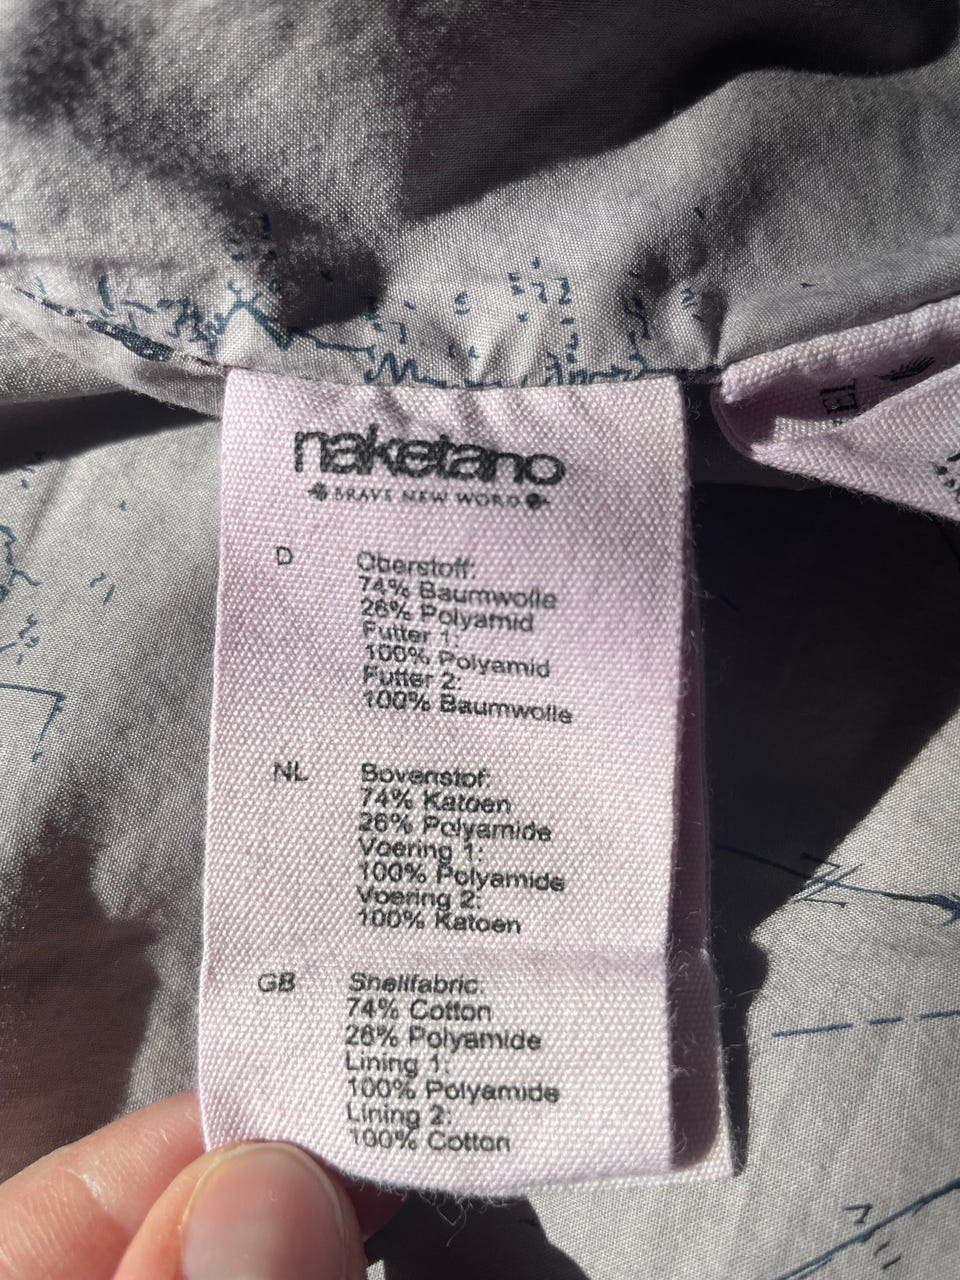 naketano
BRAVE NEW WORD
D
Oberstoff:
74% Baumwolle
26% Polyamid
Futter 1:
100% Polyamid
Futter 2:
100% Baumwolle
NL
Bovenstof:
74% Katoen
26% Polyamide
Voering 1:
100% Polyamide
Voering 2:
100% Katoen
GB
Shellfabric:
74% Cotton
26% Polyamide
Lining 1:
100% Polyamide
Lining 2:
100% Cotton